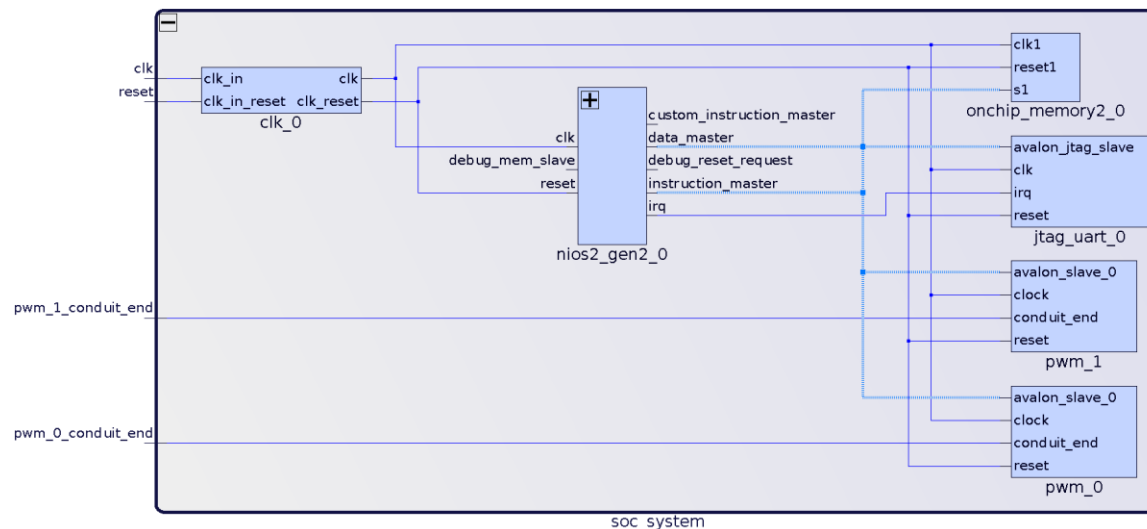 clk
reset
clk_in clk
clk_in_reset clk_reset
clk_0
custom_instruction_master
clk data_master
debug_mem_slave debug_reset_request
reset instruction_master
irq
nios2_gen2_0
clk1
reset1
s1
onchip_memory2_0
avalon_jtag_slave
clk
irq
reset
jtag_uart_0
pwm_1_conduit_end
avalon_slave_0
clock
conduit_end
reset
pwm_1
pwm_0_conduit_end
avalon_slave_0
clock
conduit_end
reset
pwm_0
soc_system